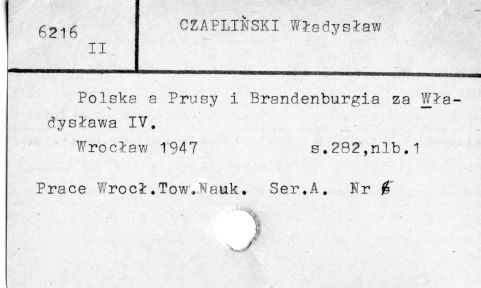 6216
II
CZAPLIŃSKI Władysław
Polska a Prusy i Brandenburgia za Wła-
dysława IV.
Wrocław 1947 s.282,nlb.1
Prace Wrocł.Tow.Nauk. Ser.A. Nr